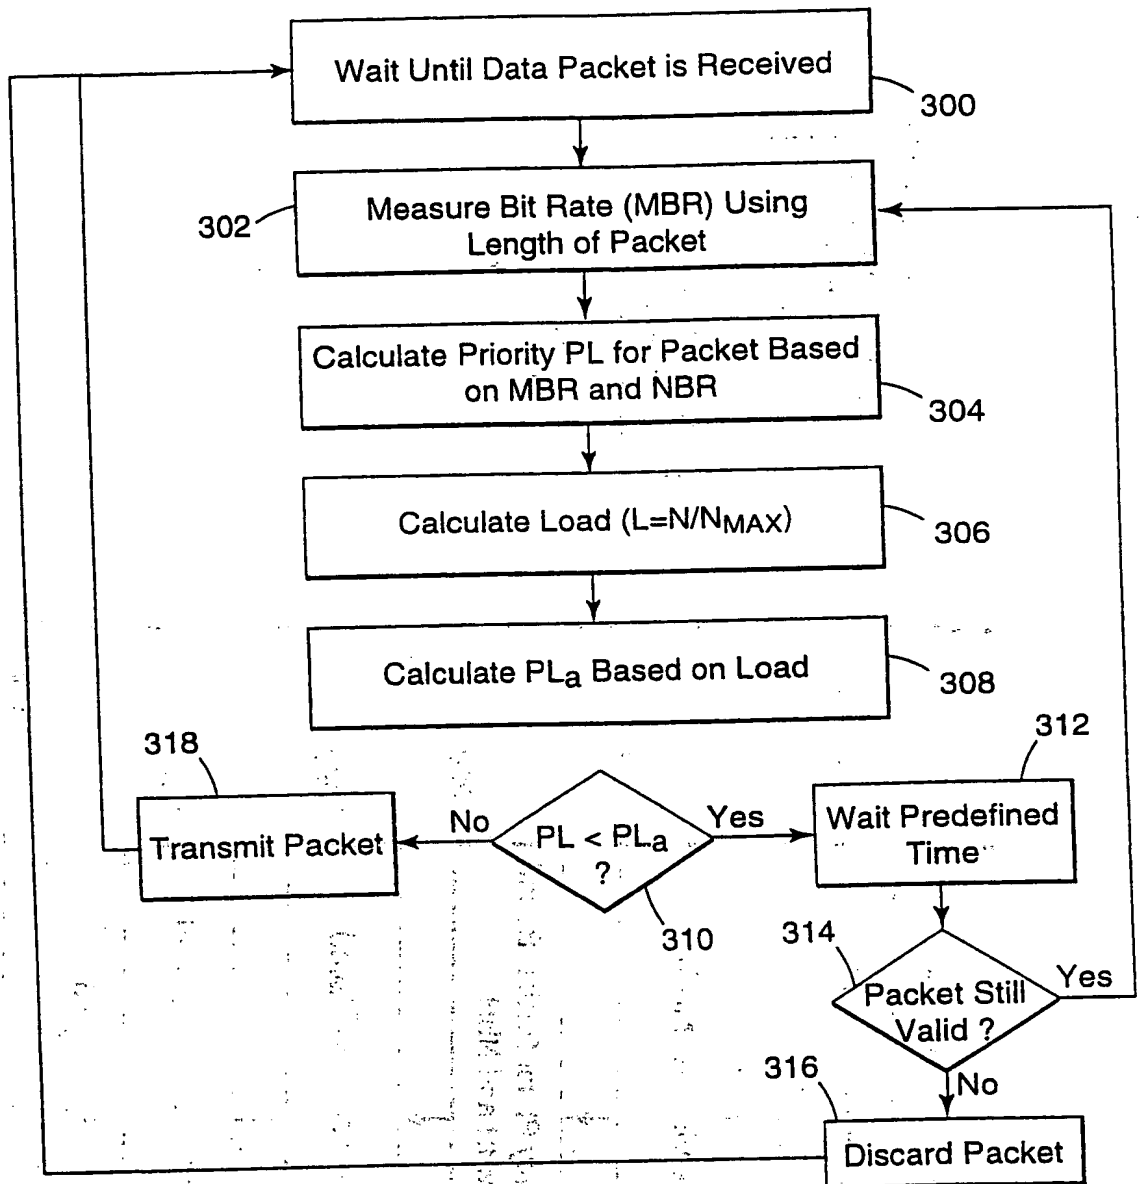 Wait Until Data Packet is Received
300
302
Measure Bit Rate (MBR) Using
Length of Packet
Calculate Priority PL for Packet Based
on MBR and NBR
304
Calculate Load (L=N/NMAX)
306
Calculate PLa Based on Load
308
318
312
Transmit Packet
No
PL < PLa
?
Yes
Wait Predefined
Time
310
314
Packet Still
Valid ?
Yes
316
No
Discard Packet